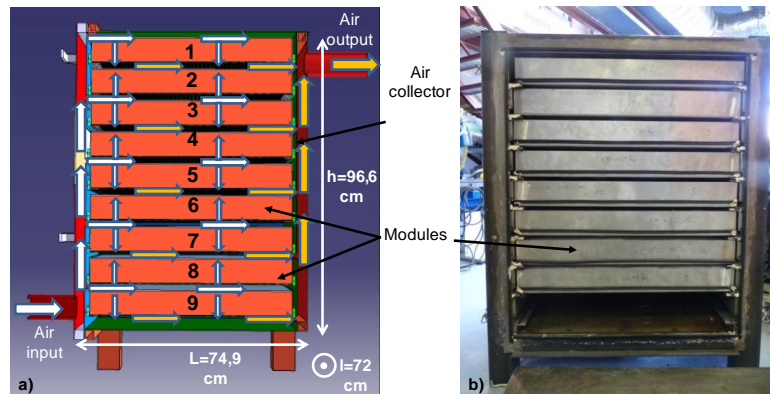 Air
output
Air
collector
1
2
3
4
5
6
7
8
9
h=96,6
cm
Modules
Air
input
L=74,9
cm
l=72
cm
a)
b)